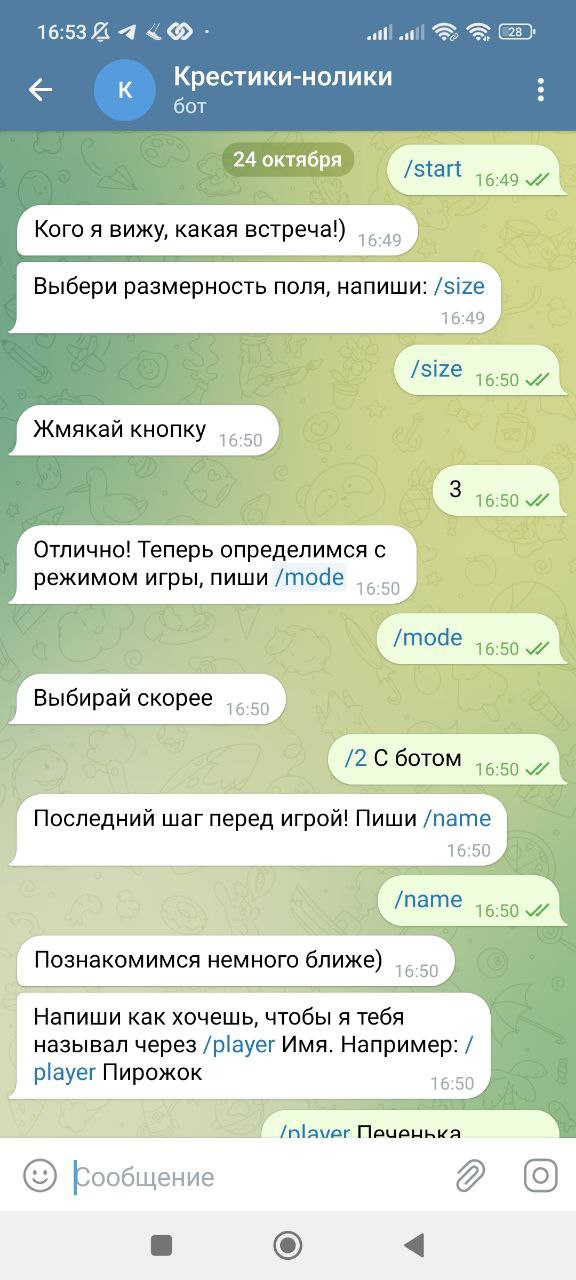 16:53
28
К
Крестики-нолики
бот
24 октября
/start 16:49
Кого я вижу, какая встреча!) 16:49
Выбери размерность поля, напиши: /size
16:49
/size 16:50
Жмякай кнопку 16:50
3 16:50
Отлично! Теперь определимся с
режимом игры, пиши /mode 16:50
/mode 16:50
Выбирай скорее 16:50
/2 С ботом 16:50
Последний шаг перед игрой! Пиши /name
16:50
/name 16:50
Познакомимся немного ближе) 16:50
Напиши как хочешь, чтобы я тебя
называл через /player Имя. Например: /
player Пирожок 16:50
/player Печенька
Сообщение